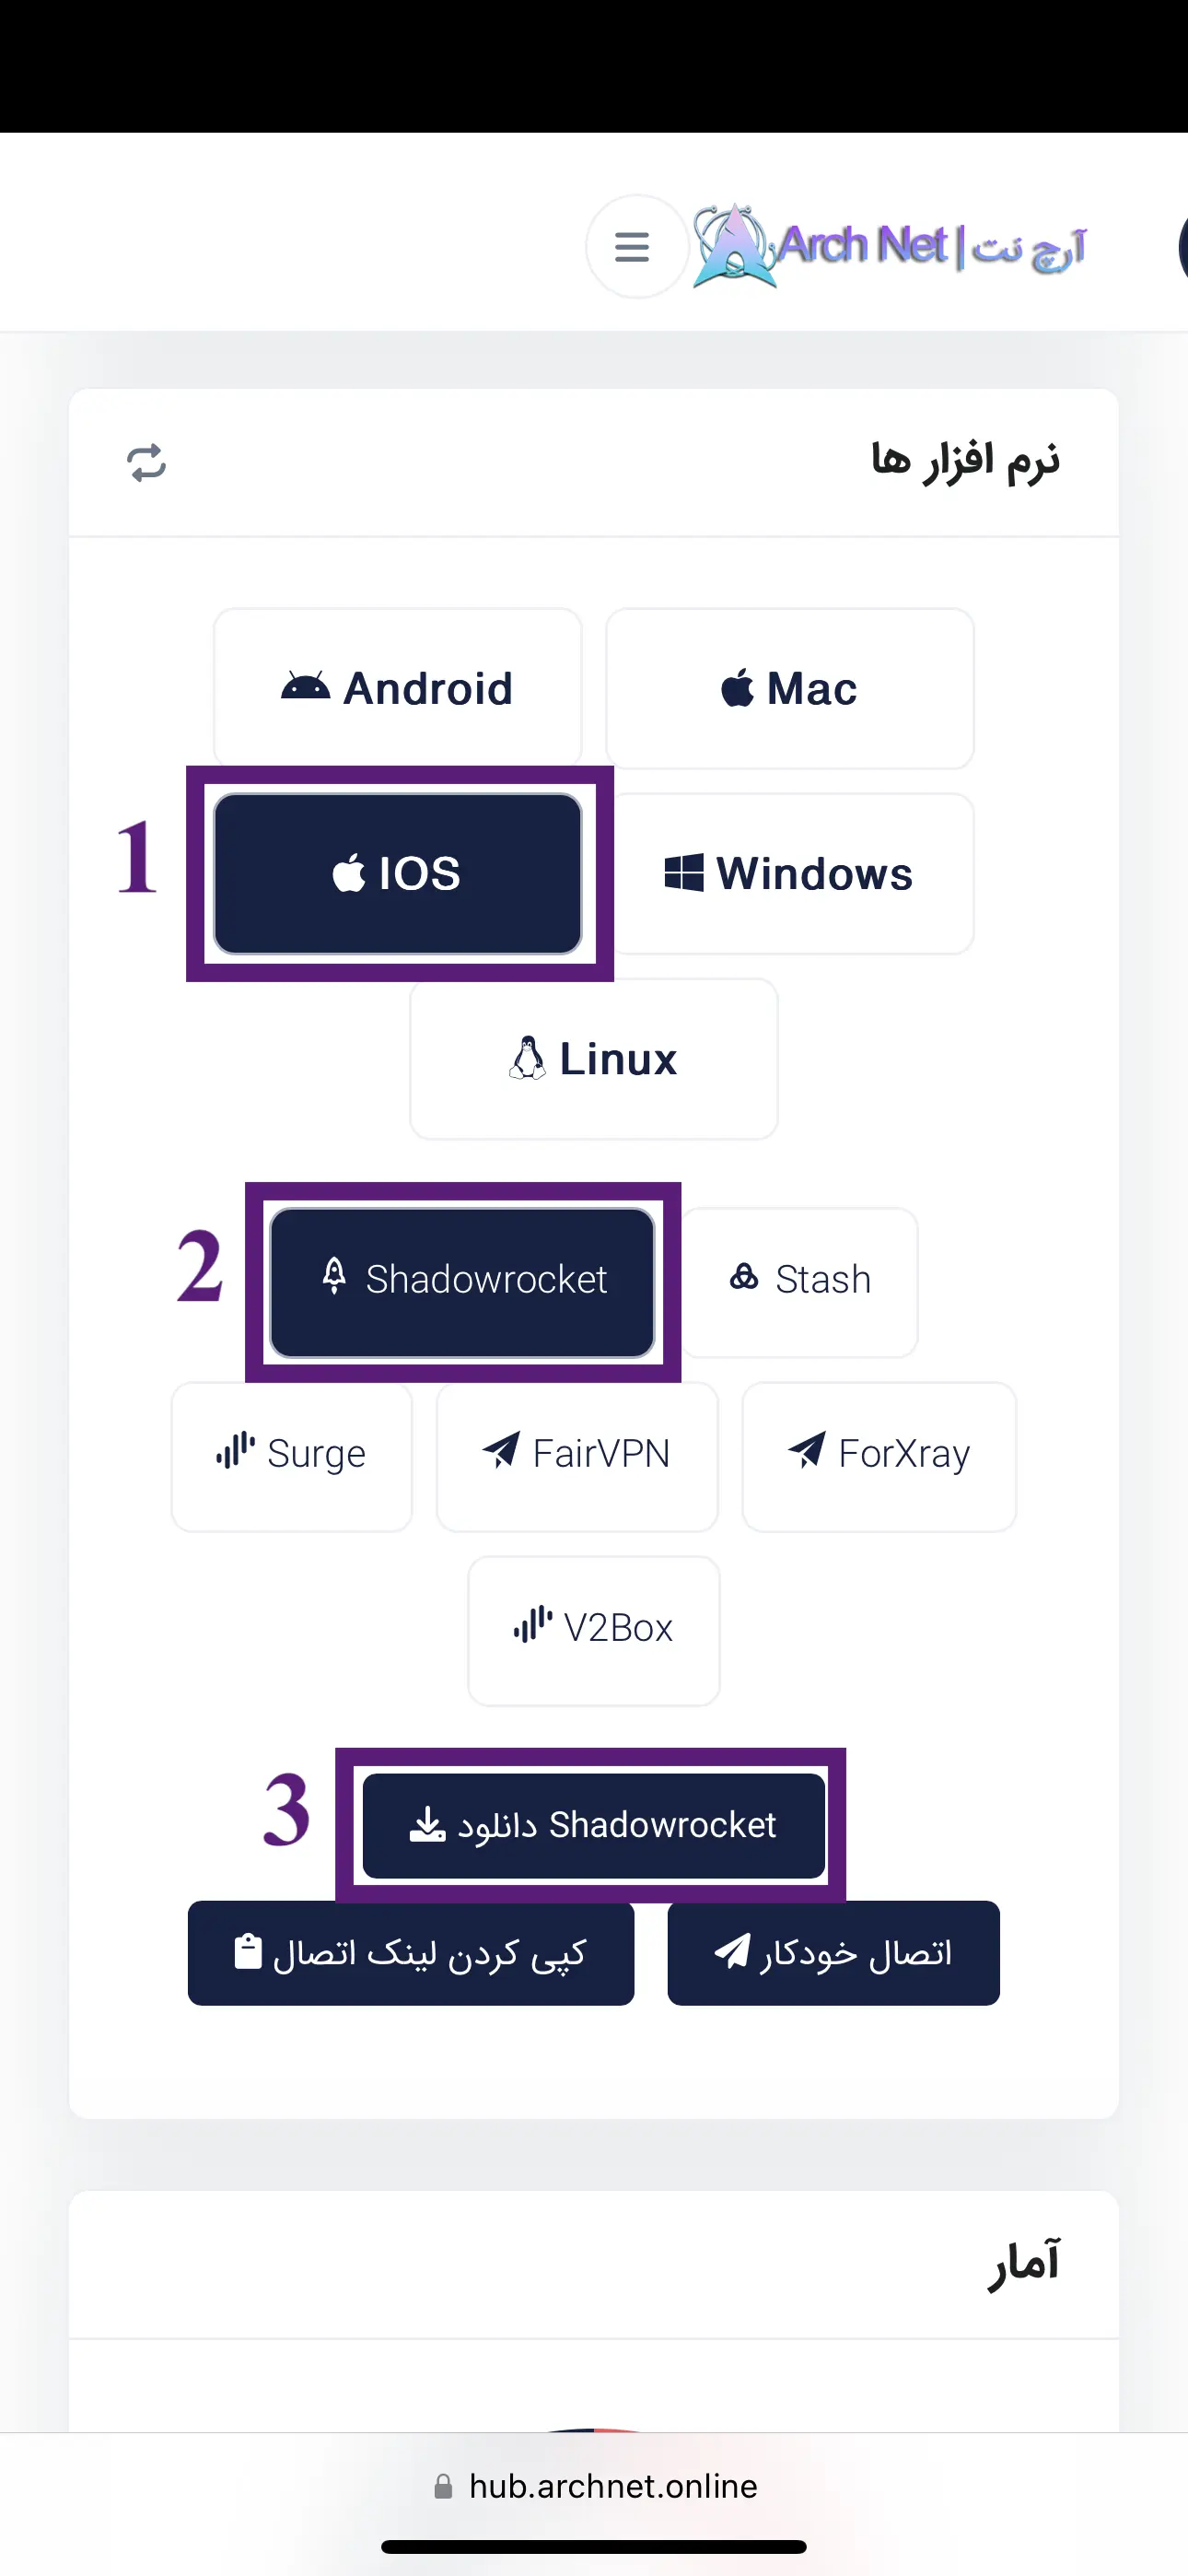 Arch Net | آرچ نت
نرم افزار ها
Android
Mac
1
IOS
Windows
Linux
2
Shadowrocket
Stash
Surge
FairVPN
ForXray
V2Box
3
دانلود Shadowrocket
کپی کردن لینک اتصال
اتصال خودکار
آمار
hub.archnet.online